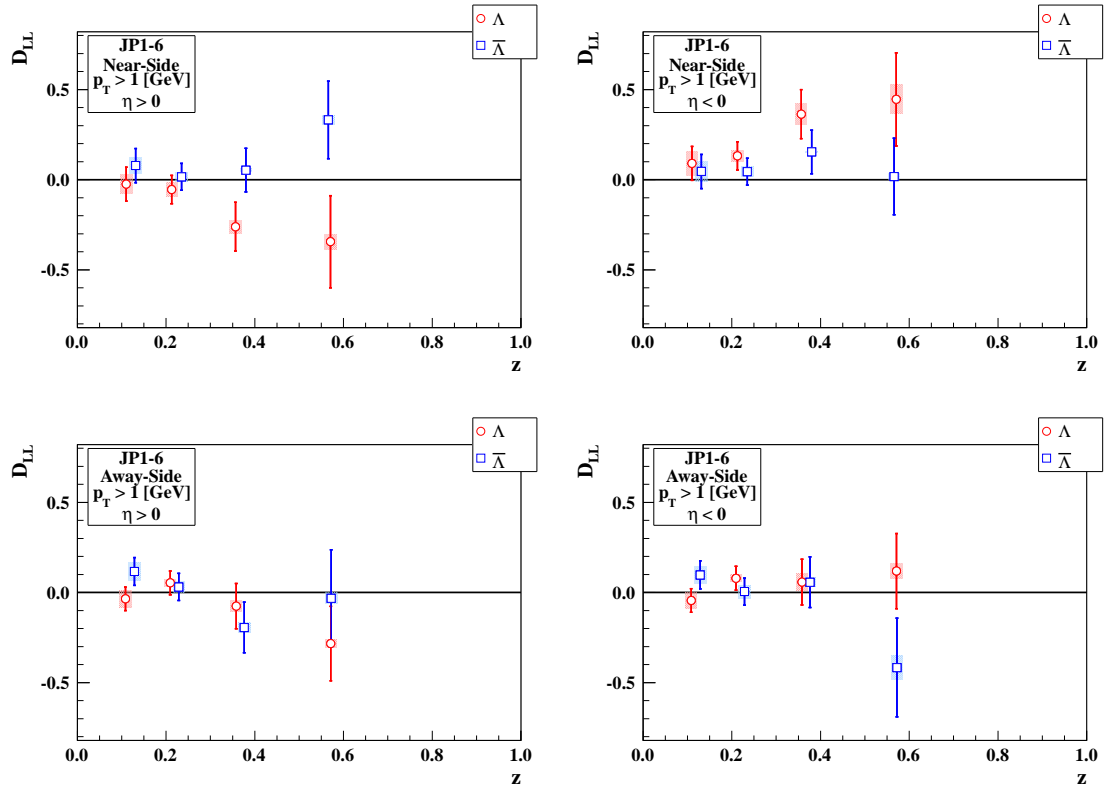 Λ
Λ̅
D_LL
JP1-6
Near-Side
p_T > 1 [GeV]
η > 0
0.5
0.0
-0.5
0.0 0.2 0.4 0.6 0.8 1.0
z
Λ
Λ̅
D_LL
JP1-6
Near-Side
p_T > 1 [GeV]
η < 0
0.5
0.0
-0.5
0.0 0.2 0.4 0.6 0.8 1.0
z
Λ
Λ̅
D_LL
JP1-6
Away-Side
p_T > 1 [GeV]
η > 0
0.5
0.0
-0.5
0.0 0.2 0.4 0.6 0.8 1.0
z
Λ
Λ̅
D_LL
JP1-6
Away-Side
p_T > 1 [GeV]
η < 0
0.5
0.0
-0.5
0.0 0.2 0.4 0.6 0.8 1.0
z